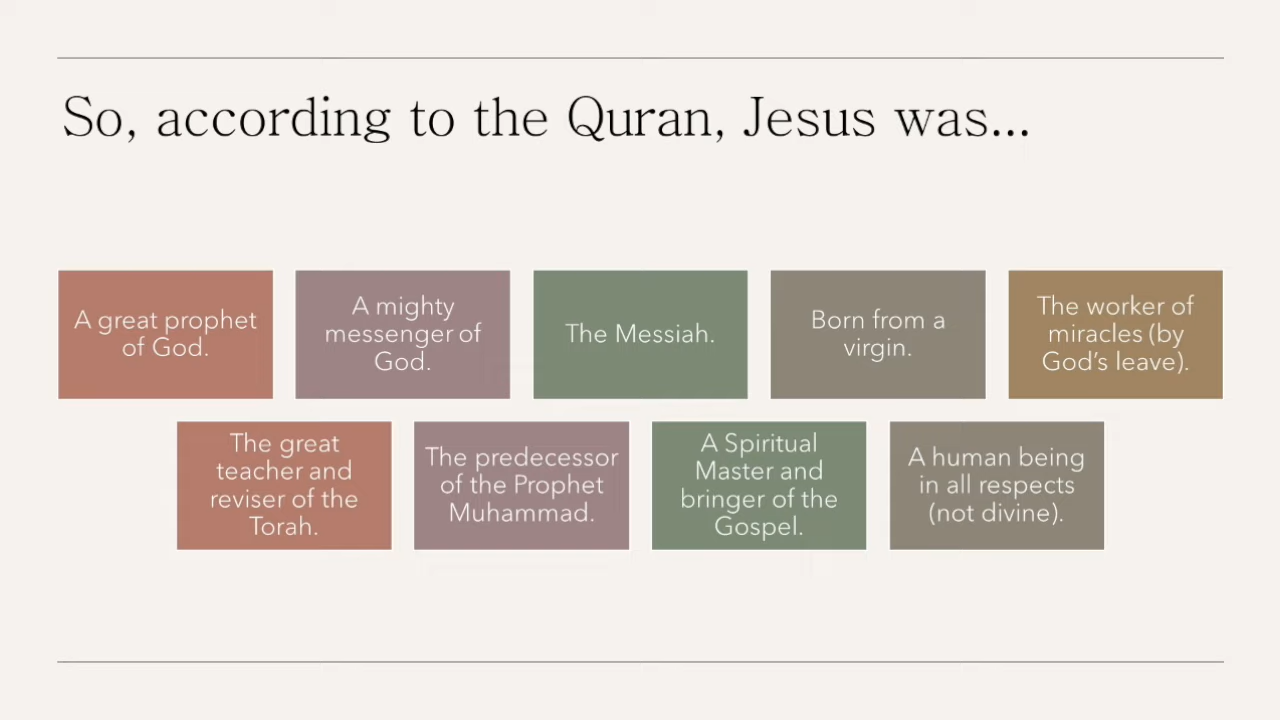 So, according to the Quran, Jesus was...
A great prophet
of God.
A mighty
messenger of
God.
The Messiah.
Born from a
virgin.
The worker of
miracles (by
God’s leave).
The great
teacher and
reviser of the
Torah.
The predecessor
of the Prophet
Muhammad.
A Spiritual
Master and
bringer of the
Gospel.
A human being
in all respects
(not divine).